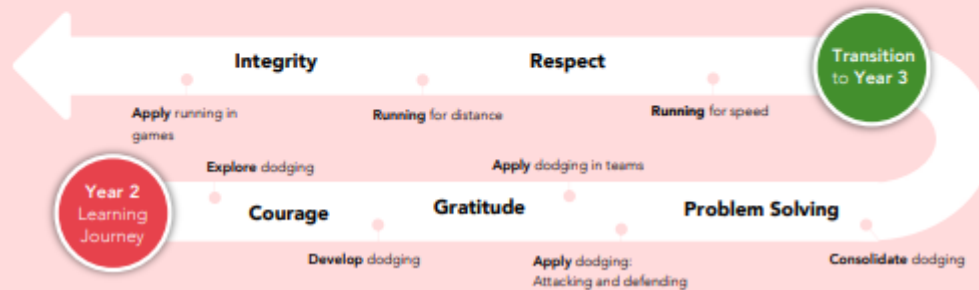 Integrity
Respect
Transition
to Year 3
Apply running in
games
Running for distance
Running for speed
Explore dodging
Apply dodging in teams
Year 2
Learning
Journey
Courage
Gratitude
Problem Solving
Develop dodging
Apply dodging:
Attacking and defending
Consolidate dodging